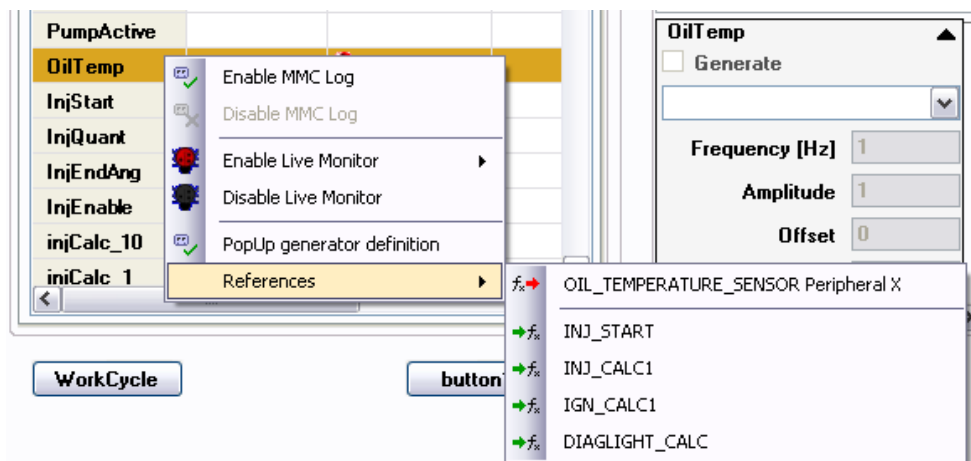 PumpActive
OilTemp
InjStart
InjQuant
InjEndAng
InjEnable
injCalc_10
injCalc_1
Enable MMC Log
Disable MMC Log
Enable Live Monitor
Disable Live Monitor
PopUp generator definition
References
OIL_TEMPERATURE_SENSOR Peripheral X
INJ_START
INJ_CALC1
IGN_CALC1
DIAGLIGHT_CALC
OilTemp
Generate
Frequency [Hz] 1
Amplitude 1
Offset 0
WorkCycle
button